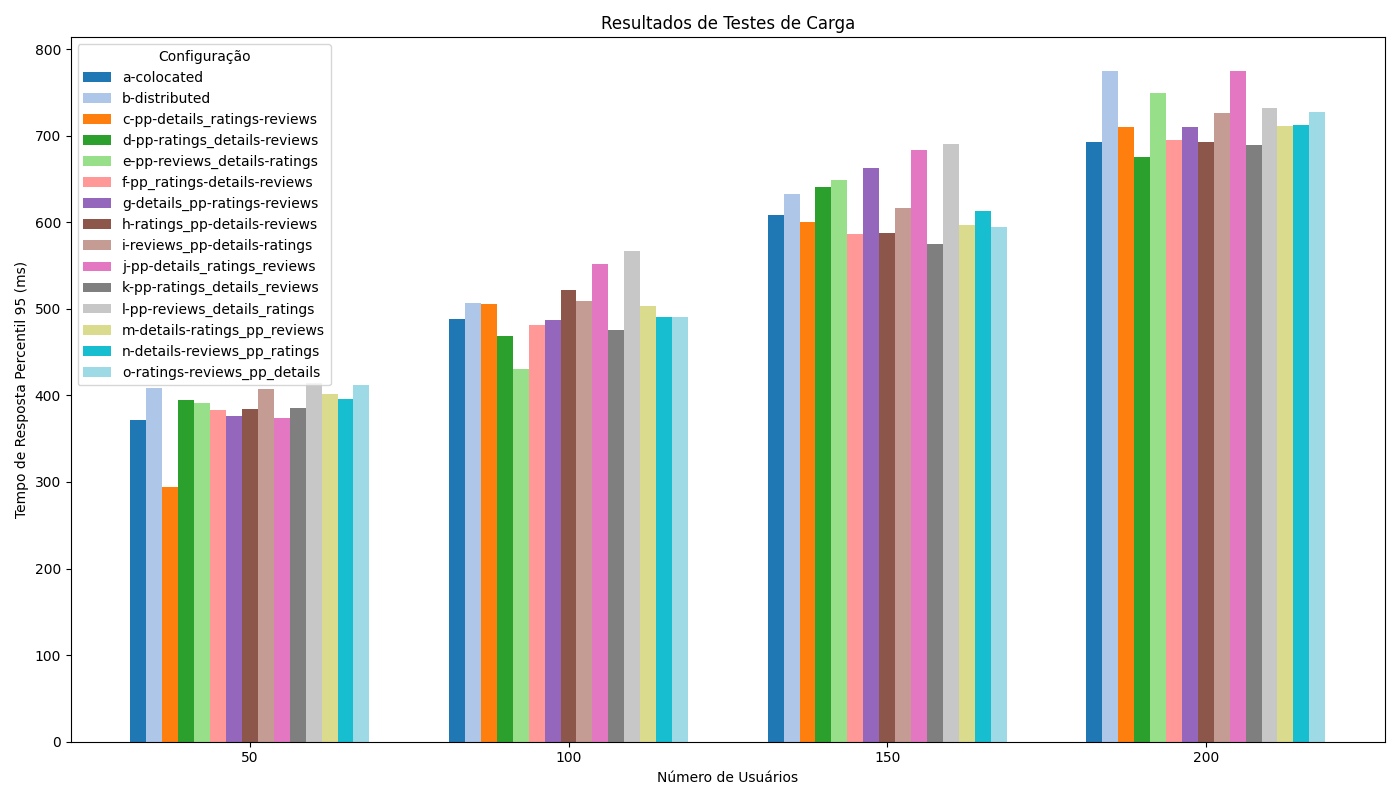 Resultados de Testes de Carga
Tempo de Resposta Percentil 95 (ms)
800
700
600
500
400
300
200
100
0
Configuração
a-colocated
b-distributed
c-pp-details_ratings-reviews
d-pp-ratings_details-reviews
e-pp-reviews_details-ratings
f-pp_ratings-details-reviews
g-details_pp-ratings-reviews
h-ratings_pp-details-reviews
i-reviews_pp-details-ratings
j-pp-details_ratings_reviews
k-pp-ratings_details_reviews
l-pp-reviews_details_ratings
m-details-ratings_pp_reviews
n-details-reviews_pp_ratings
o-ratings-reviews_pp_details
50
100
150
200
Número de Usuários